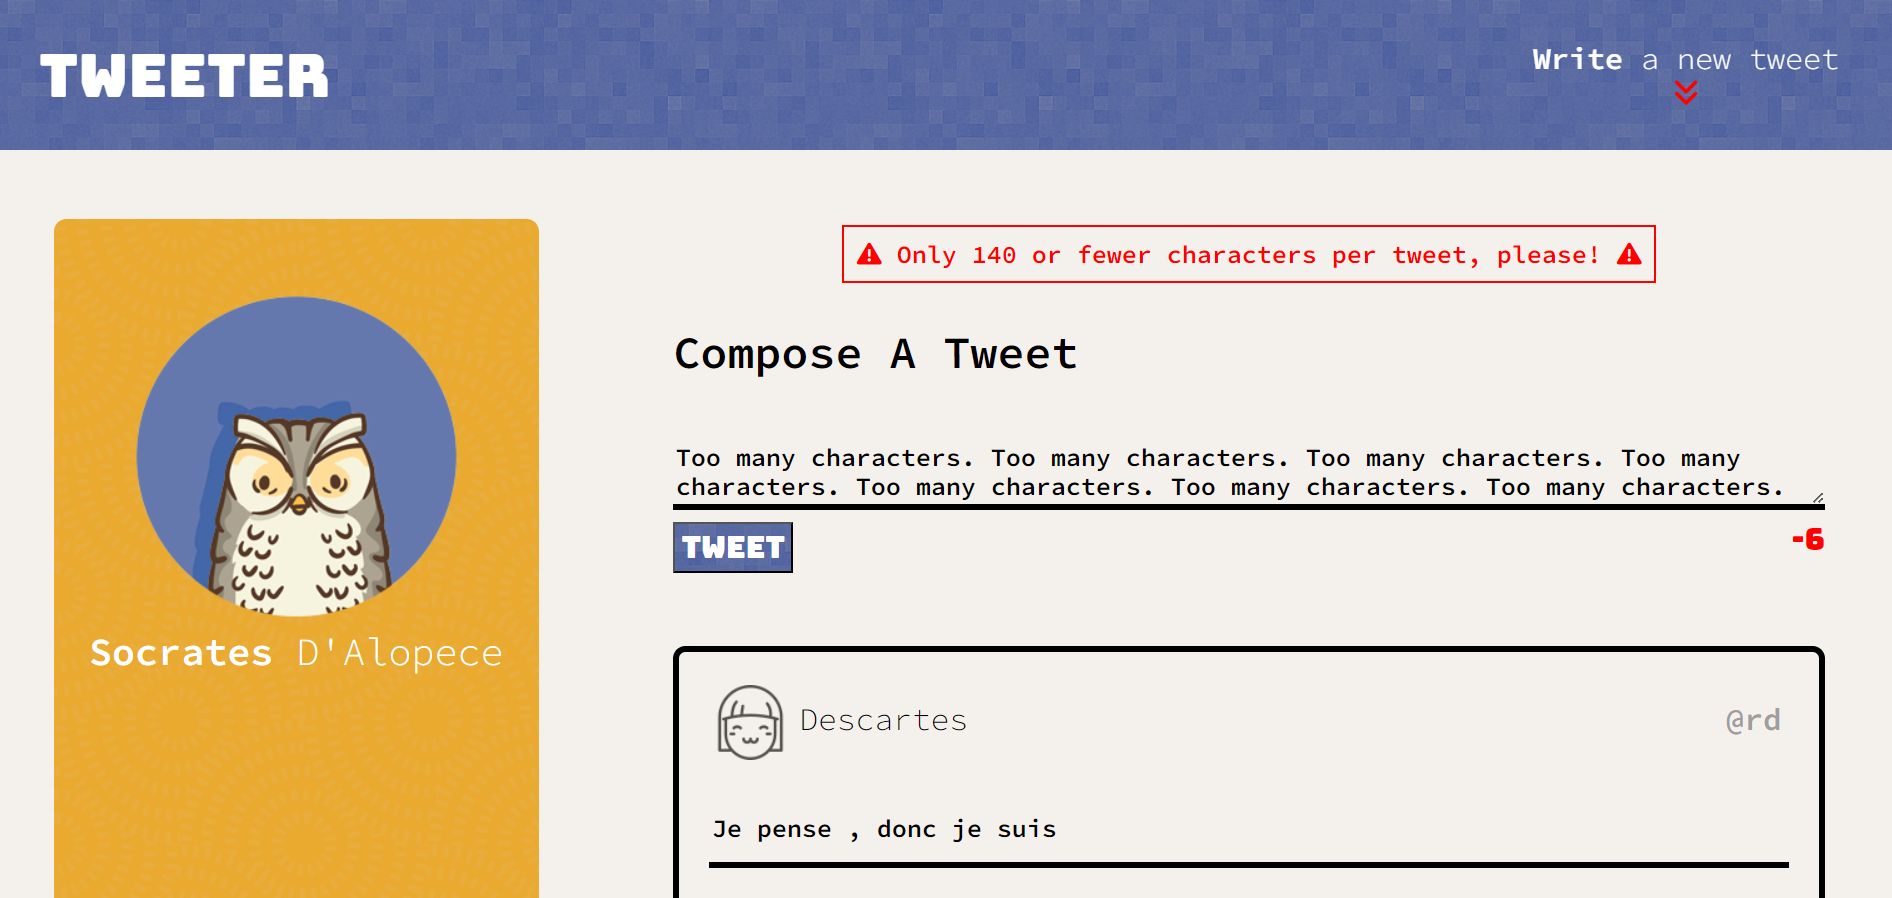 TWEETER
Write a new tweet
Only 140 or fewer characters per tweet, please!
Compose A Tweet
Too many characters. Too many characters. Too many characters. Too many
characters. Too many characters. Too many characters. Too many characters.
TWEET
-6
Socrates D'Alopece
Descartes
@rd
Je pense , donc je suis